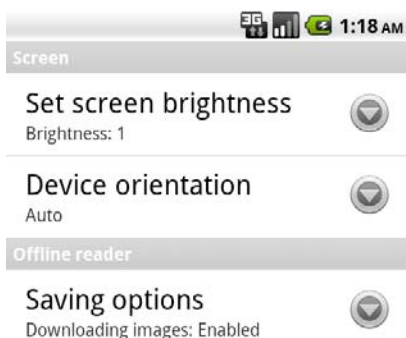 3G 1:18 AM
Screen
Set screen brightness
Brightness: 1
Device orientation
Auto
Offline reader
Saving options
Downloading images: Enabled